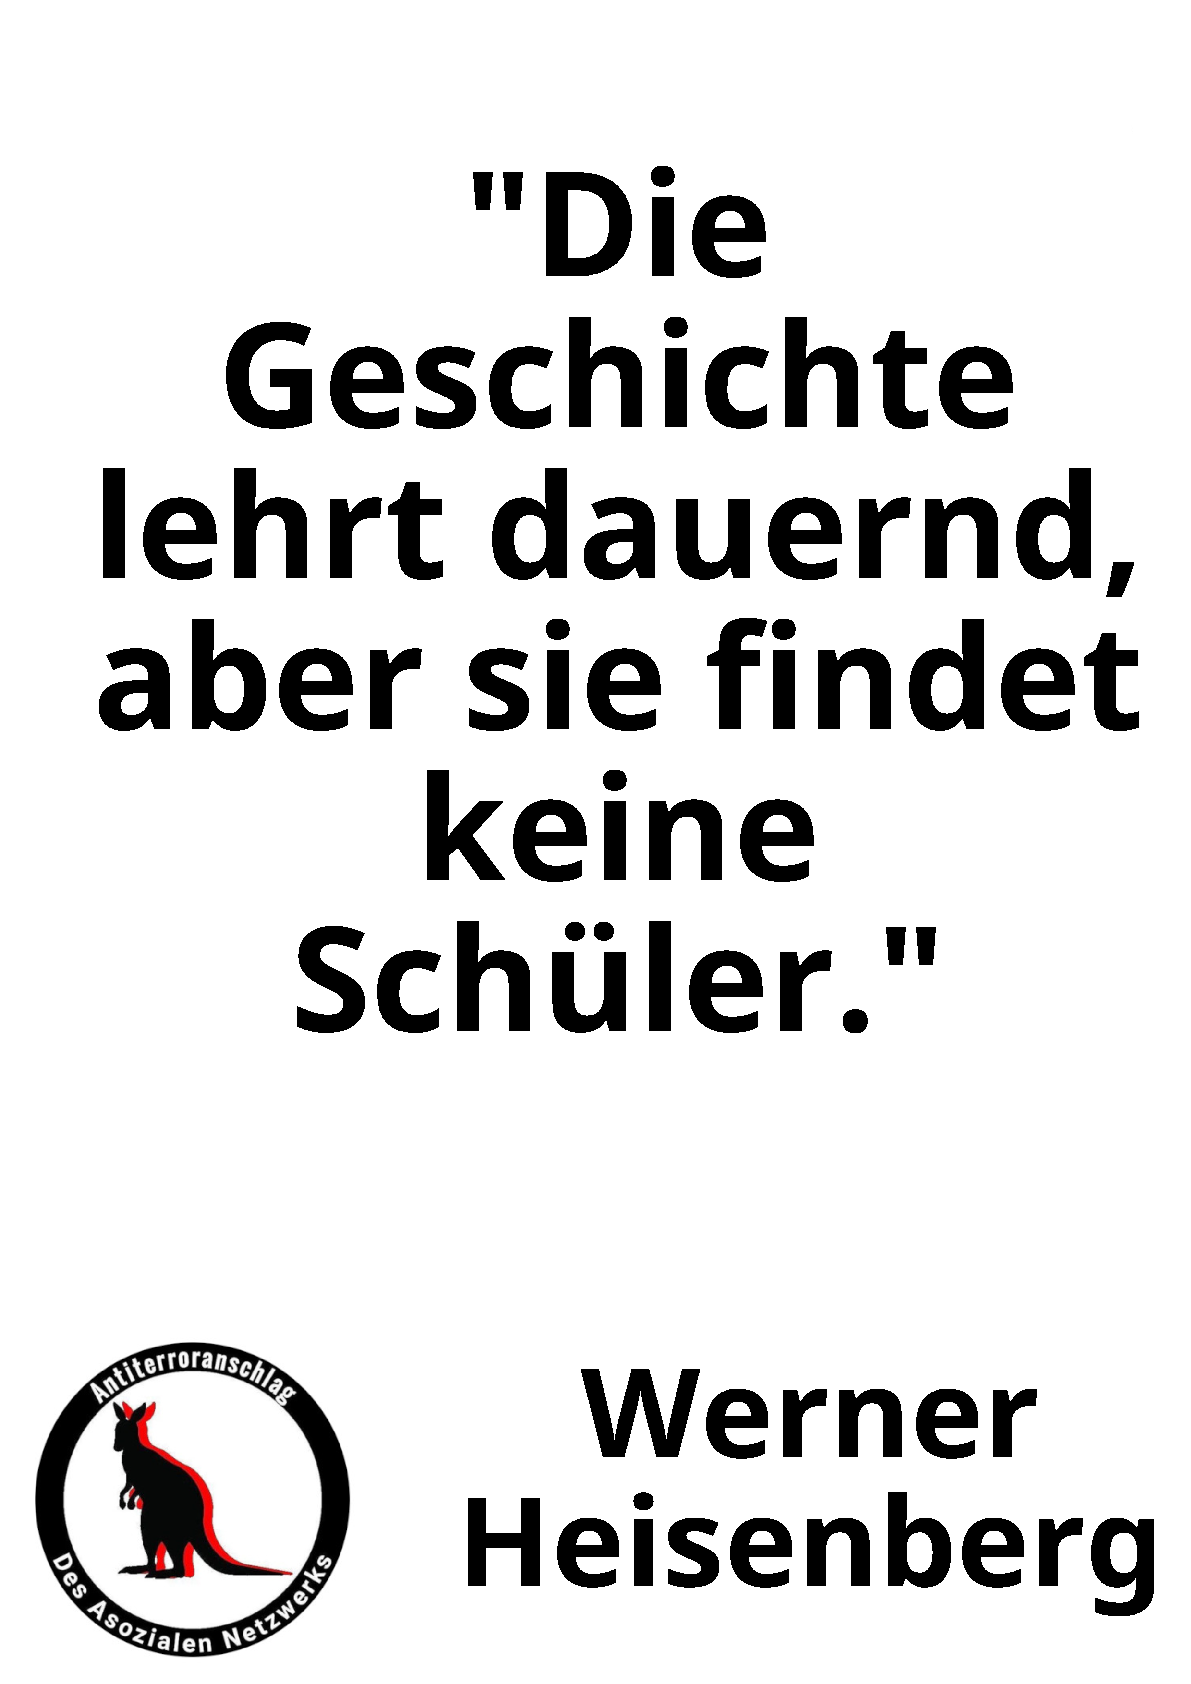 "Die
Geschichte
lehrt dauernd,
aber sie findet
keine
Schüler."
Antiterroranschlag
Des Asozialen Netzwerks
Werner
Heisenberg